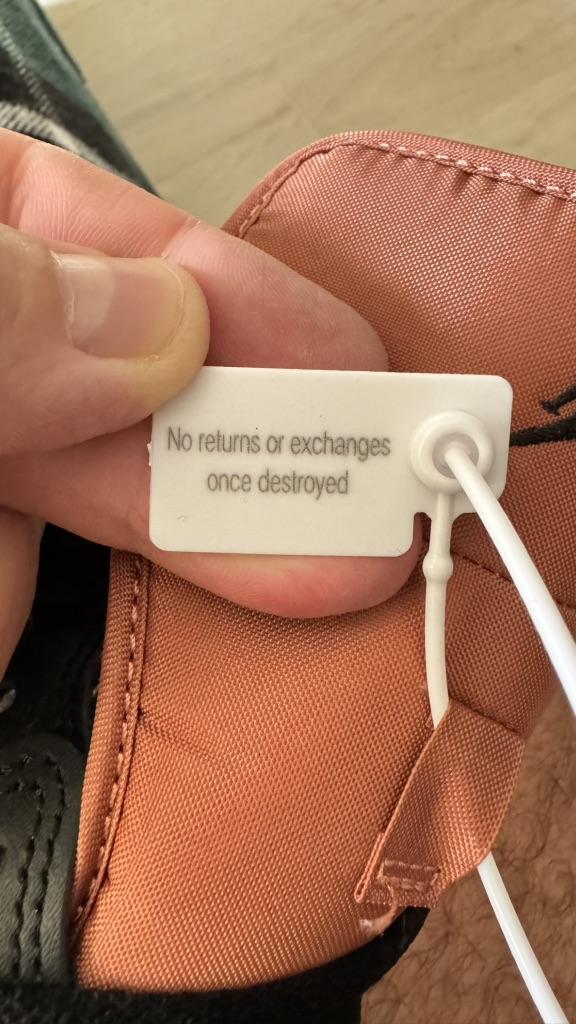 No returns or exchanges
once destroyed